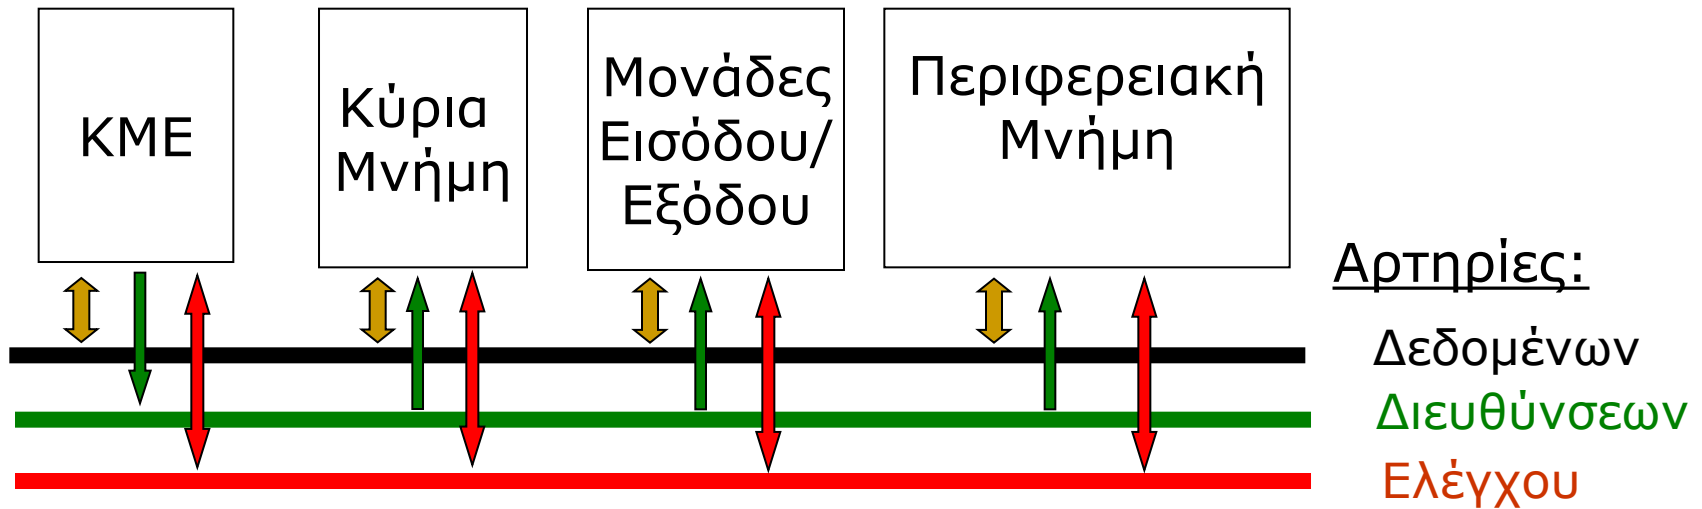 ΚΜΕ
Κύρια
Μνήμη
Μονάδες
Εισόδου/
Εξόδου
Περιφερειακή
Μνήμη
Αρτηρίες:
Δεδομένων
Διευθύνσεων
Ελέγχου